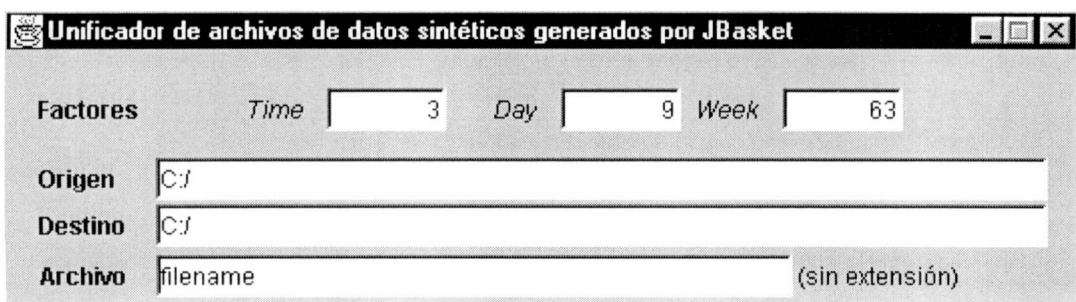 Unificador de archivos de datos sintéticos generados por JBasket
Factores Time 3 Day 9 Week 63
Origen C:/
Destino C:/
Archivo filename (sin extensión)